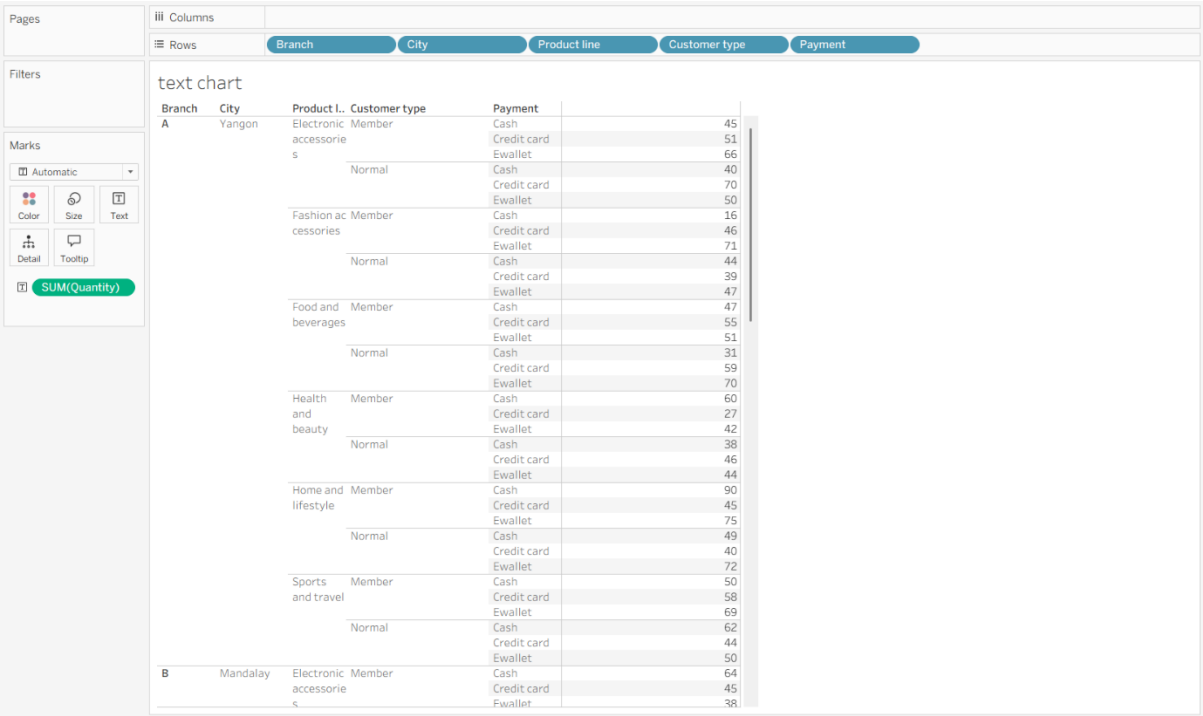 Pages
Columns
Rows
Branch City Product line Customer type Payment
Filters
Marks
Automatic
Color Size Text
Detail Tooltip
SUM(Quantity)
text chart
Branch City Product l.. Customer type Payment
A Yangon Electronic Member Cash 45
accessorie Credit card 51
s Ewallet 66
Normal Cash 40
Credit card 70
Ewallet 50
Fashion ac Member Cash 16
cessories Credit card 46
Ewallet 71
Normal Cash 44
Credit card 39
Ewallet 47
Food and Member Cash 47
beverages Credit card 55
Ewallet 51
Normal Cash 31
Credit card 59
Ewallet 70
Health Member Cash 60
and Credit card 27
beauty Ewallet 42
Normal Cash 38
Credit card 46
Ewallet 44
Home and Member Cash 90
lifestyle Credit card 45
Ewallet 75
Normal Cash 49
Credit card 40
Ewallet 72
Sports Member Cash 50
and travel Credit card 58
Ewallet 69
Normal Cash 62
Credit card 44
Ewallet 50
B Mandalay Electronic Member Cash 64
accessorie Credit card 45
s Ewallet 38